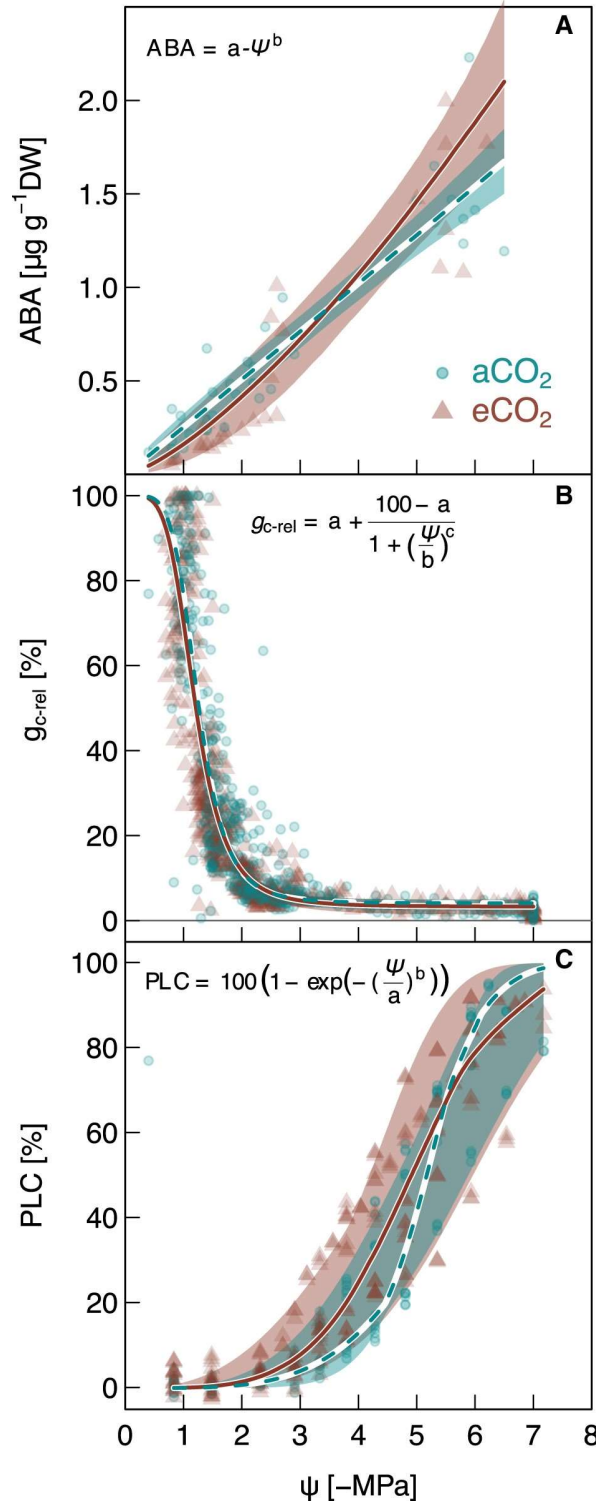 A
ABA = a-Ψᵇ
2.0
1.5
1.0
0.5
ABA [µg g⁻¹DW]
aCO₂
eCO₂
B
g_c-rel = a + (100 – a) / (1 + (Ψ/b)ᶜ)
100
80
60
40
20
0
g_c-rel [%]
C
PLC = 100(1 – exp(–(Ψ/a)ᵇ))
100
80
60
40
20
0
PLC [%]
0 1 2 3 4 5 6 7 8
ψ [–MPa]